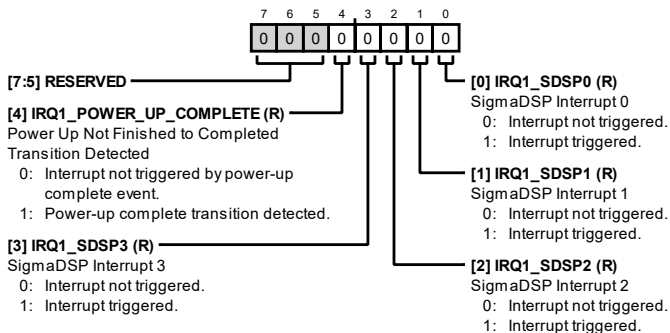 7 6 5 4 3 2 1 0
0 0 0 0 0 0 0 0
[7:5] RESERVED
[4] IRQ1_POWER_UP_COMPLETE (R)
Power Up Not Finished to Completed
Transition Detected
0: Interrupt not triggered by power-up
complete event.
1: Power-up complete transition detected.
[3] IRQ1_SDSP3 (R)
SigmaDSP Interrupt 3
0: Interrupt not triggered.
1: Interrupt triggered.
[0] IRQ1_SDSP0 (R)
SigmaDSP Interrupt 0
0: Interrupt not triggered.
1: Interrupt triggered.
[1] IRQ1_SDSP1 (R)
SigmaDSP Interrupt 1
0: Interrupt not triggered.
1: Interrupt triggered.
[2] IRQ1_SDSP2 (R)
SigmaDSP Interrupt 2
0: Interrupt not triggered.
1: Interrupt triggered.